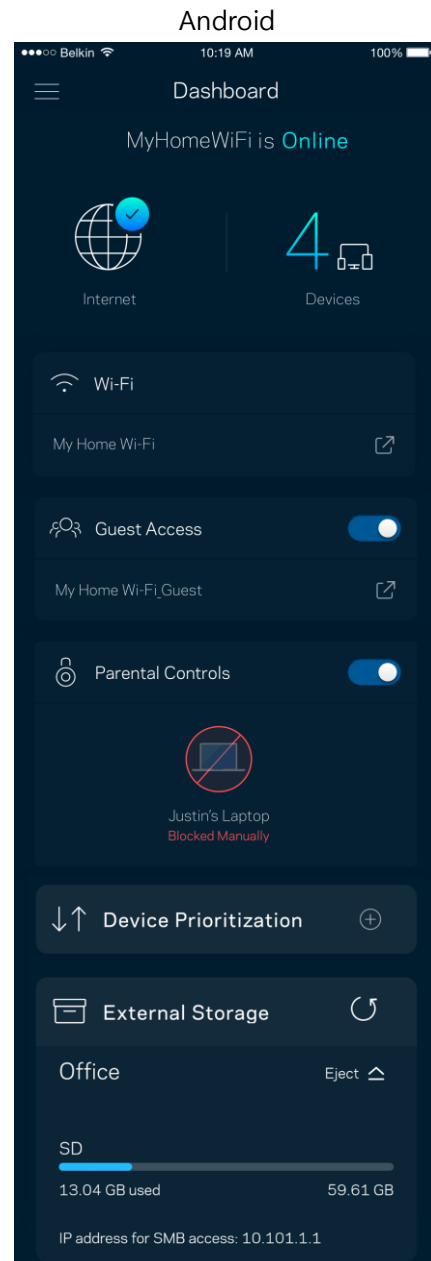 Android
Belkin 10:19 AM 100%
Dashboard
MyHomeWiFi is Online
4
Internet Devices
Wi-Fi
My Home Wi-Fi
Guest Access
My Home Wi-Fi_Guest
Parental Controls
Justin's Laptop
Blocked Manually
Device Prioritization
External Storage
Office Eject
SD
13.04 GB used 59.61 GB
IP address for SMB access: 10.101.1.1